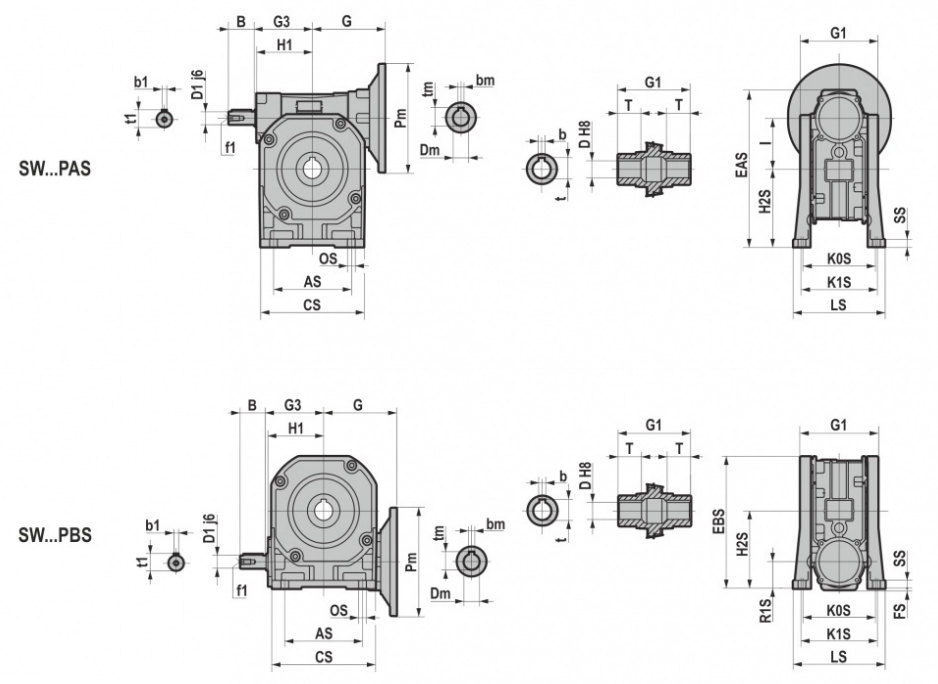 B G3 G
H1
b1
D1 j6
t1
f1
tm
bm
Dm
Pm
SW...PAS
OS
AS
CS
G1
T T
D H8
b
t
G1
EAS
I
H2S
SS
K0S
K1S
LS
B G3 G
H1
b1
D1 j6
t1
f1
tm
bm
Dm
Pm
SW...PBS
OS
AS
CS
G1
T T
D H8
b
t
G1
EBS
H2S
R1S
SS
FS
K0S
K1S
LS